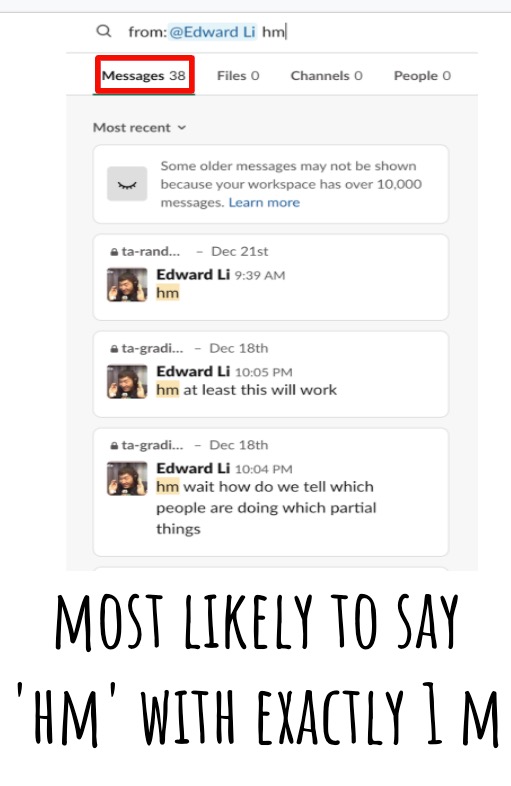 from: @Edward Li hm
Messages 38 Files 0 Channels 0 People 0
Most recent
Some older messages may not be shown
because your workspace has over 10,000
messages. Learn more
ta-rand... – Dec 21st
Edward Li 9:39 AM
hm
ta-gradi... – Dec 18th
Edward Li 10:05 PM
hm at least this will work
ta-gradi... – Dec 18th
Edward Li 10:04 PM
hm wait how do we tell which
people are doing which partial
things
MOST LIKELY TO SAY
'HM' WITH EXACTLY 1 M